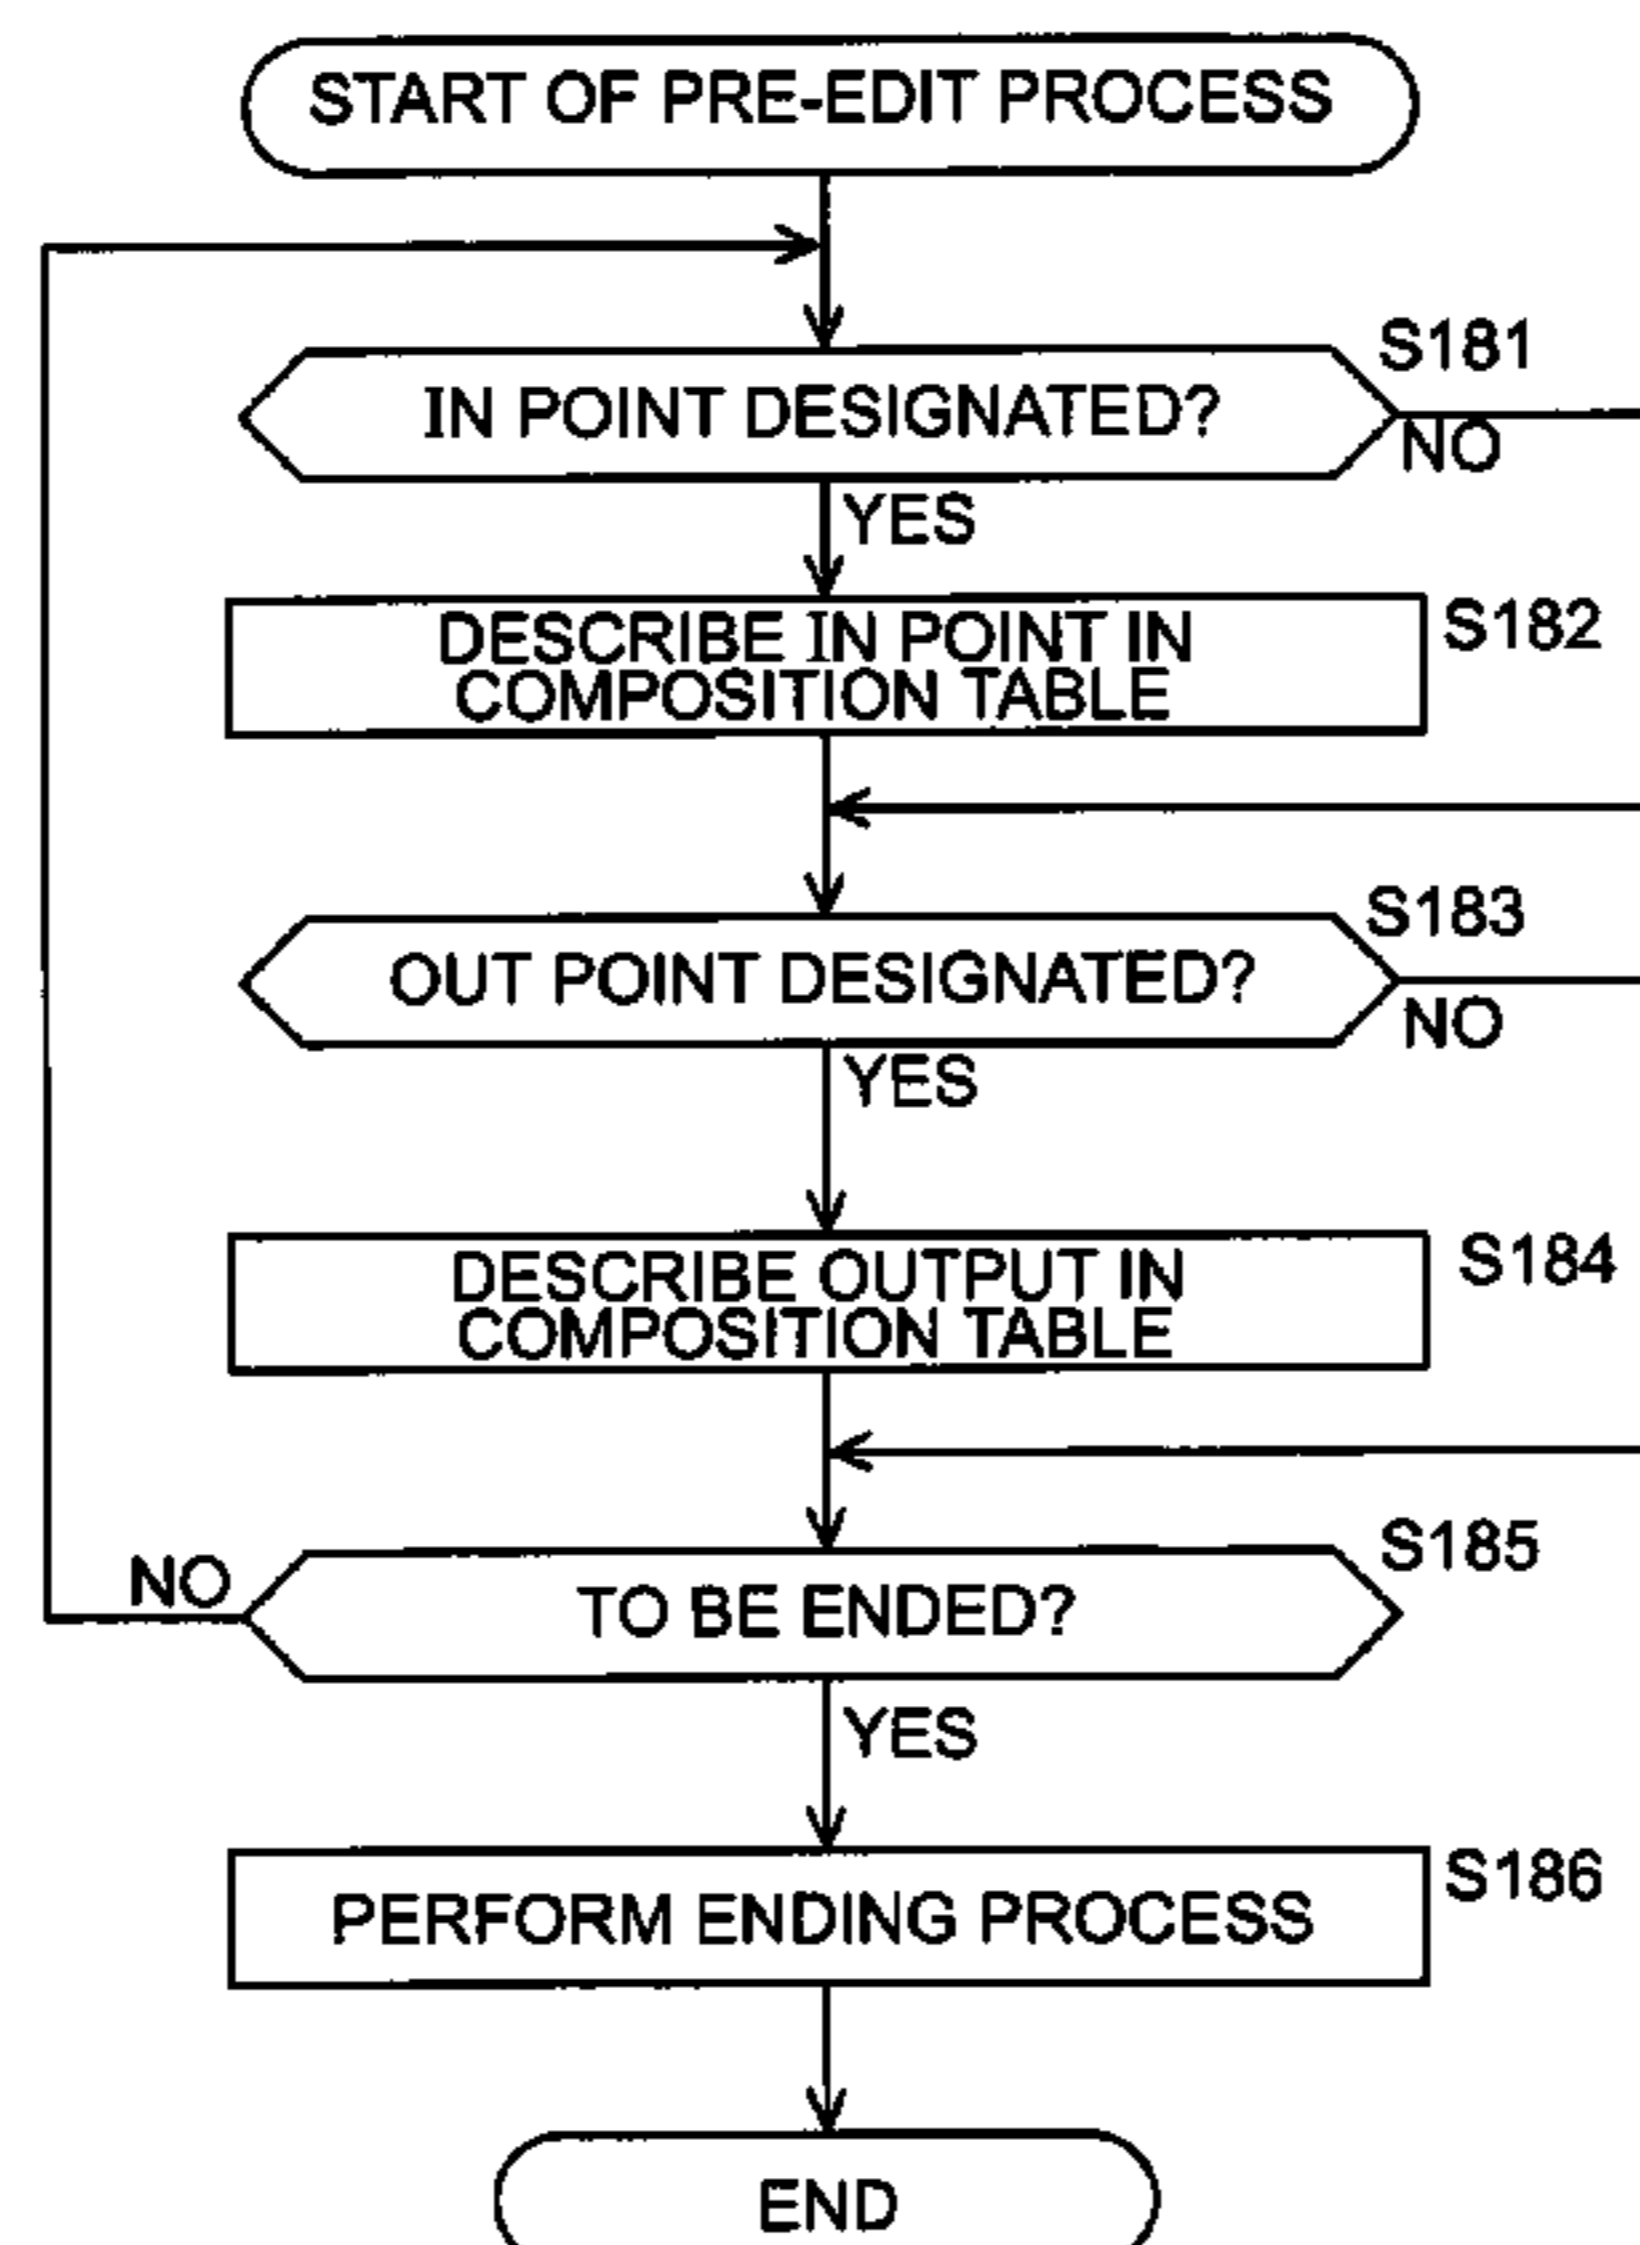 START OF PRE-EDIT PROCESS
S181
IN POINT DESIGNATED?
NO
YES
DESCRIBE IN POINT IN
COMPOSITION TABLE
S182
S183
OUT POINT DESIGNATED?
NO
YES
DESCRIBE OUTPUT IN
COMPOSITION TABLE
S184
S185
NO
TO BE ENDED?
YES
S186
PERFORM ENDING PROCESS
END